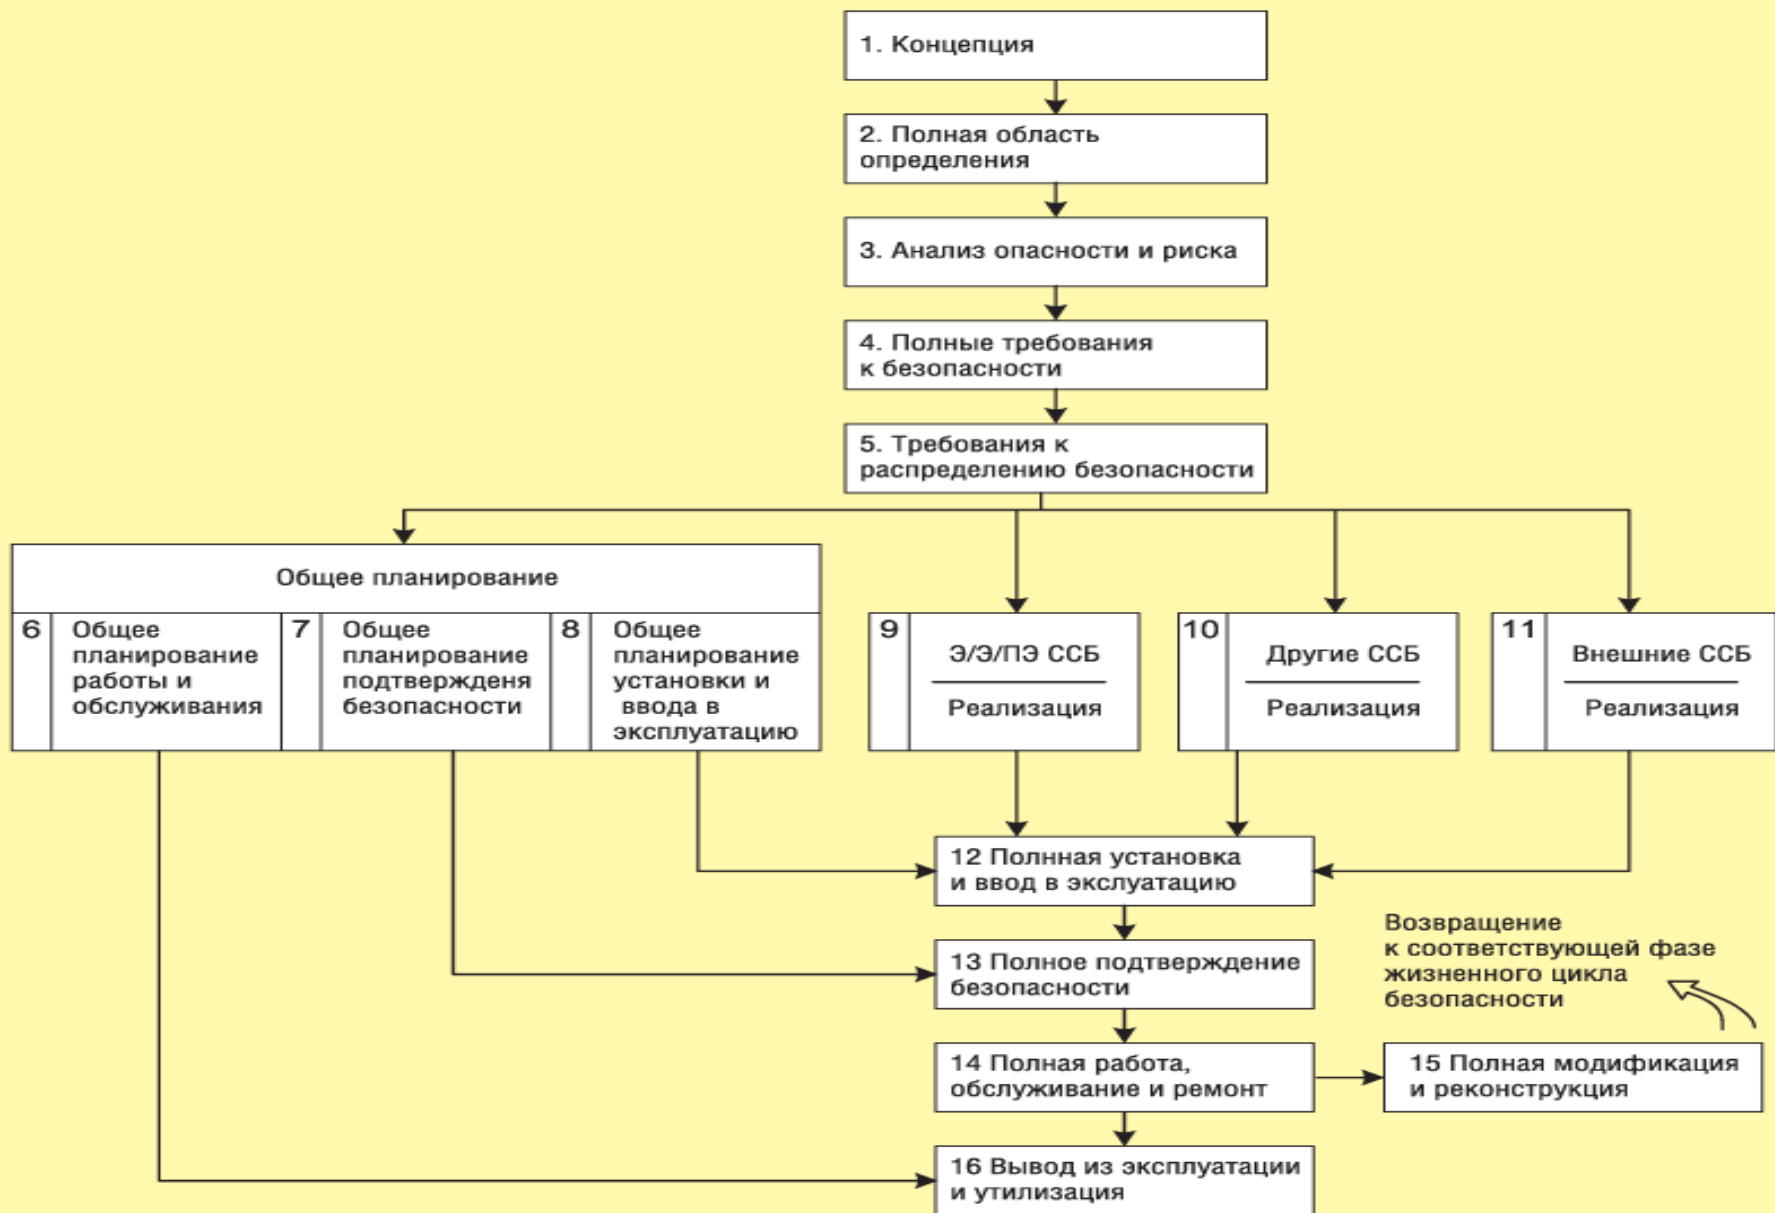 1. Концепция
2. Полная область
определения
3. Анализ опасности и риска
4. Полные требования
к безопасности
5. Требования к
распределению безопасности
Общее планирование
6
Общее
планирование
работы и
обслуживания
7
Общее
планирование
подтвержденя
безопасности
8
Общее
планирование
установки и
ввода в
эксплуатацию
9
Э/Э/ПЭ ССБ
Реализация
10
Другие ССБ
Реализация
11
Внешние ССБ
Реализация
12 Полнная установка
и ввод в экслуатацию
Возвращение
к соответствующей фазе
жизненного цикла
безопасности
13 Полное подтверждение
безопасности
14 Полная работа,
обслуживание и ремонт
15 Полная модификация
и реконструкция
16 Вывод из эксплуатации
и утилизация